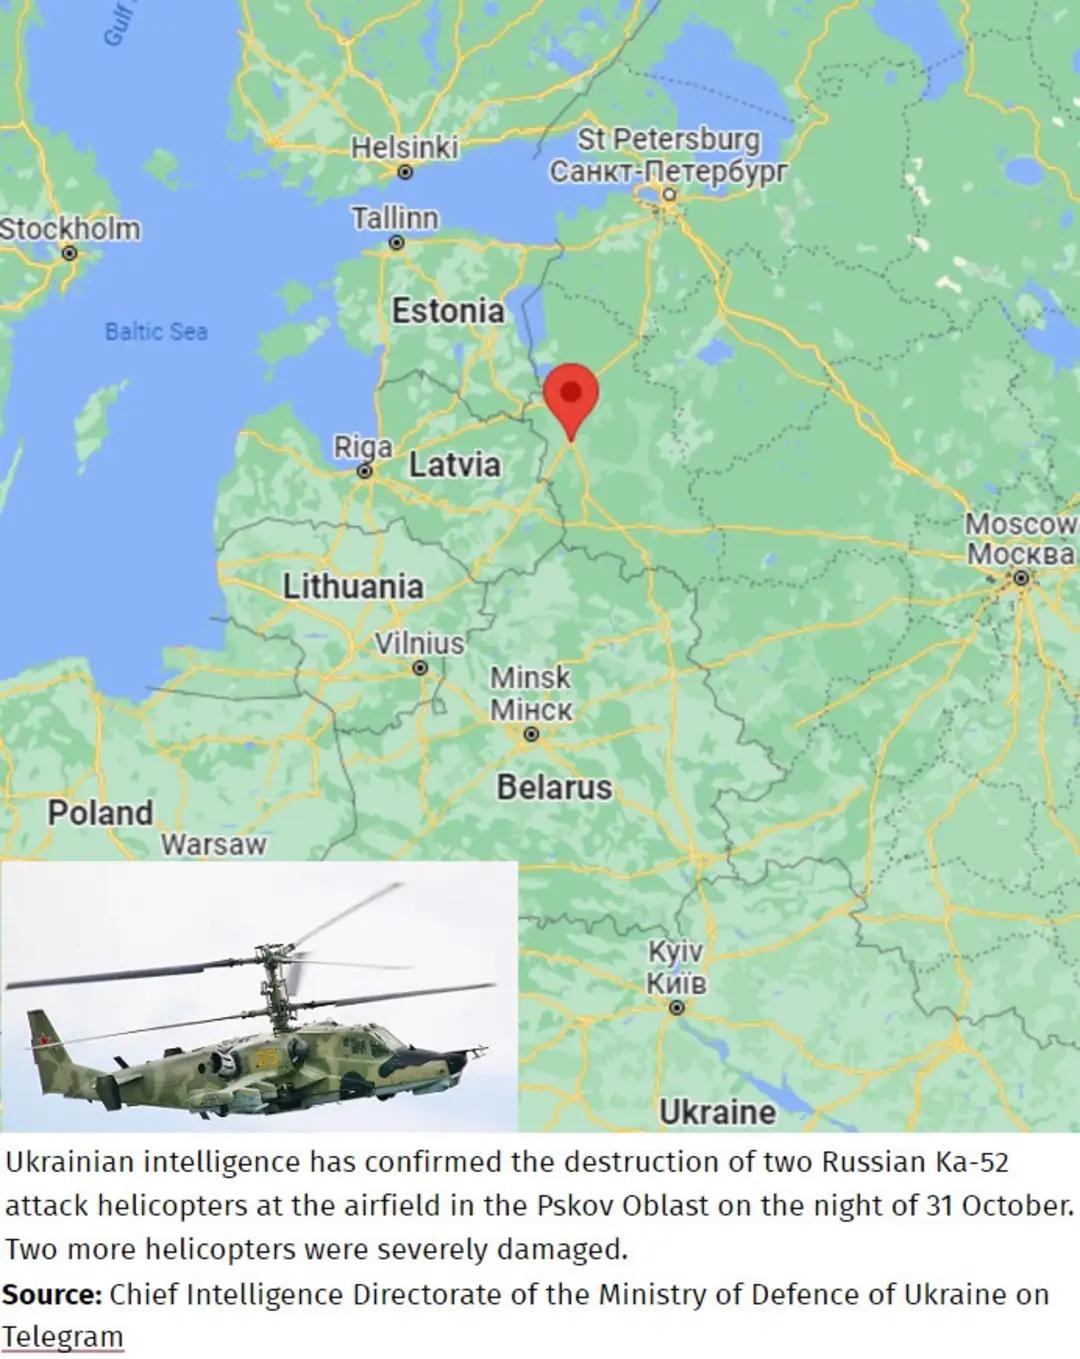 Gulf
Helsinki
St Petersburg
Санкт-Петербург
Tallinn
Stockholm
Estonia
Baltic Sea
Riga
Latvia
Moscow
Москва
Lithuania
Vilnius
Minsk
Мінск
Belarus
Poland
Warsaw
Kyiv
Київ
25
Ukraine
Ukrainian intelligence has confirmed the destruction of two Russian Ka-52
attack helicopters at the airfield in the Pskov Oblast on the night of 31 October.
Two more helicopters were severely damaged.
Source: Chief Intelligence Directorate of the Ministry of Defence of Ukraine on
Telegram